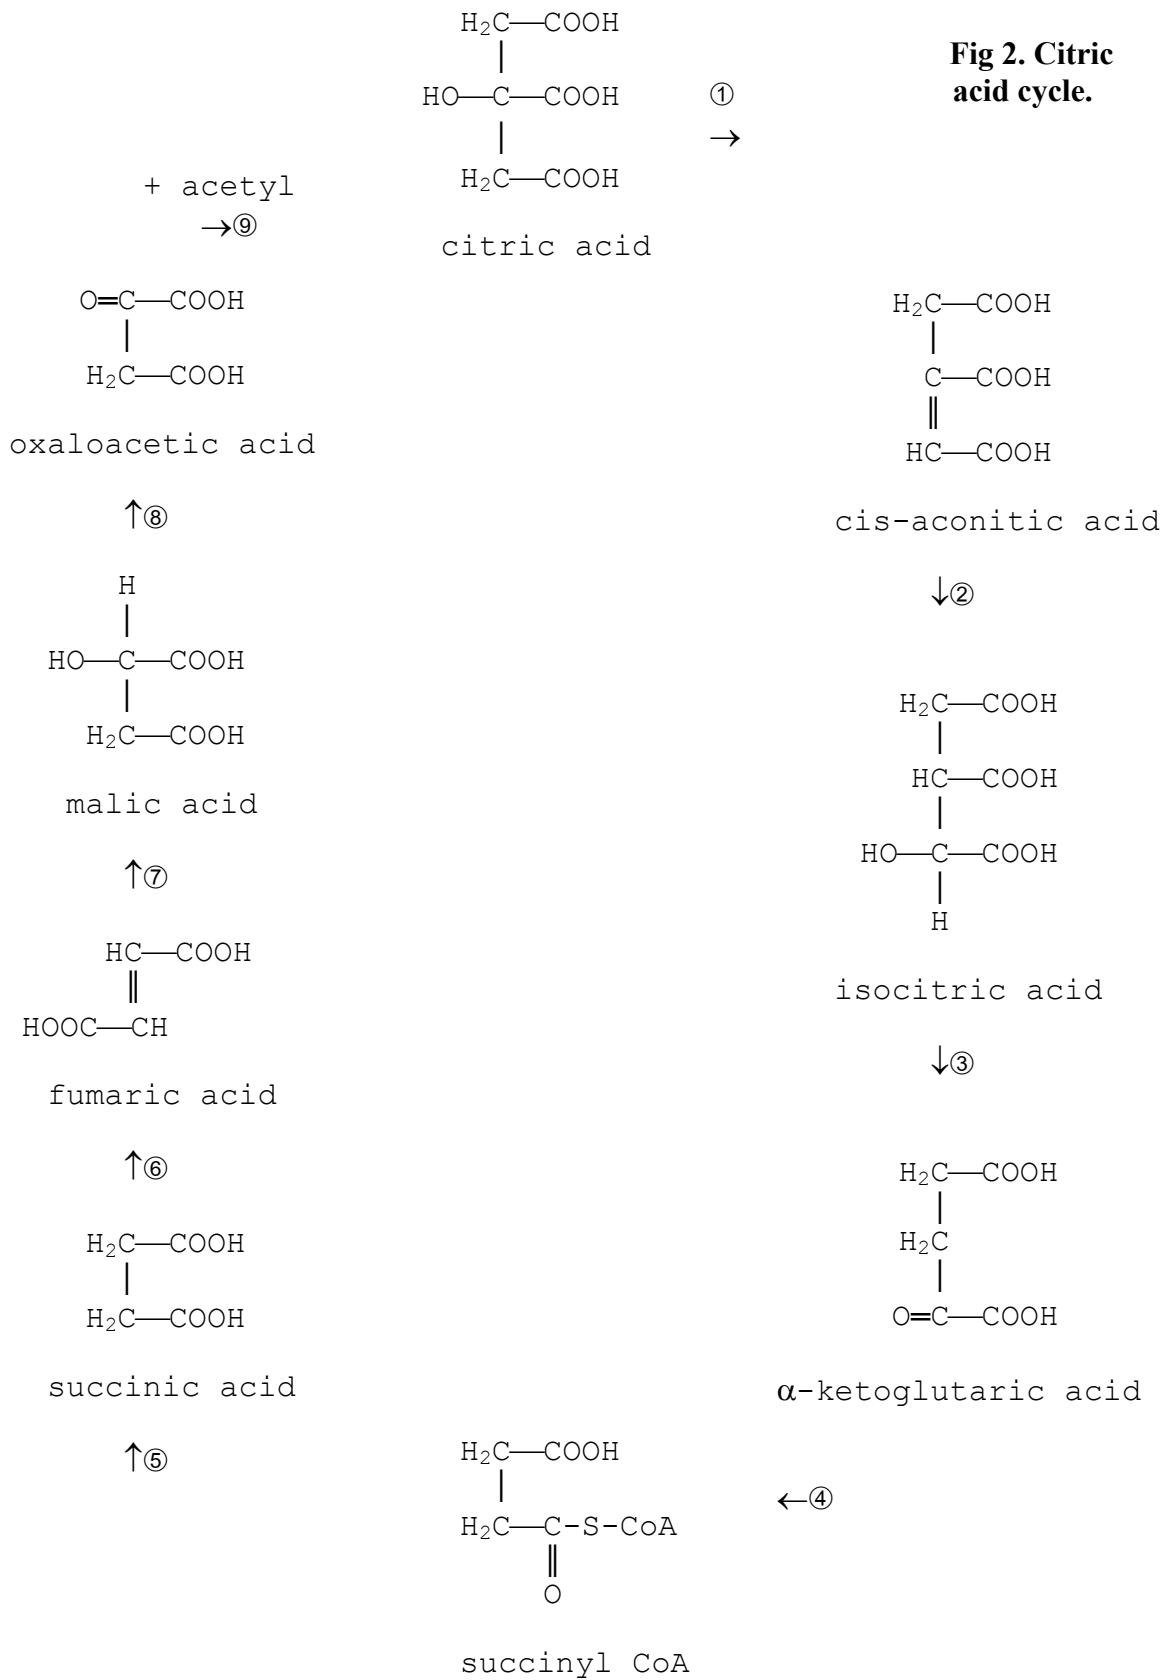 H₂C—COOH
|
HO—C—COOH
|
H₂C—COOH
citric acid
①
→
Fig 2. Citric
acid cycle.
H₂C—COOH
|
C—COOH
‖
HC—COOH
cis-aconitic acid
↓②
H₂C—COOH
|
HC—COOH
|
HO—C—COOH
|
H
isocitric acid
↓③
H₂C—COOH
|
H₂C
|
O=C—COOH
α-ketoglutaric acid
←④
H₂C—COOH
|
H₂C—C-S-CoA
‖
O
succinyl CoA
↑⑤
H₂C—COOH
|
H₂C—COOH
succinic acid
↑⑥
HC—COOH
‖
HOOC—CH
fumaric acid
↑⑦
H
|
HO—C—COOH
|
H₂C—COOH
malic acid
↑⑧
O=C—COOH
|
H₂C—COOH
oxaloacetic acid
+ acetyl
→⑨